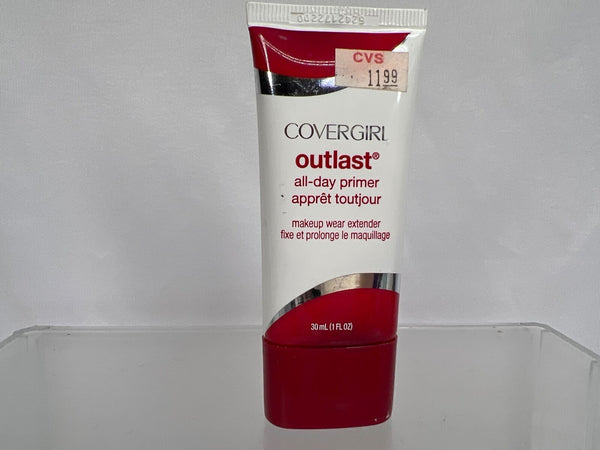 CVS
11.99
COVERGIRL
outlast®
all-day primer
apprêt toutjour
makeup wear extender
fixe et prolonge le maquillage
30 mL (1 FL OZ)